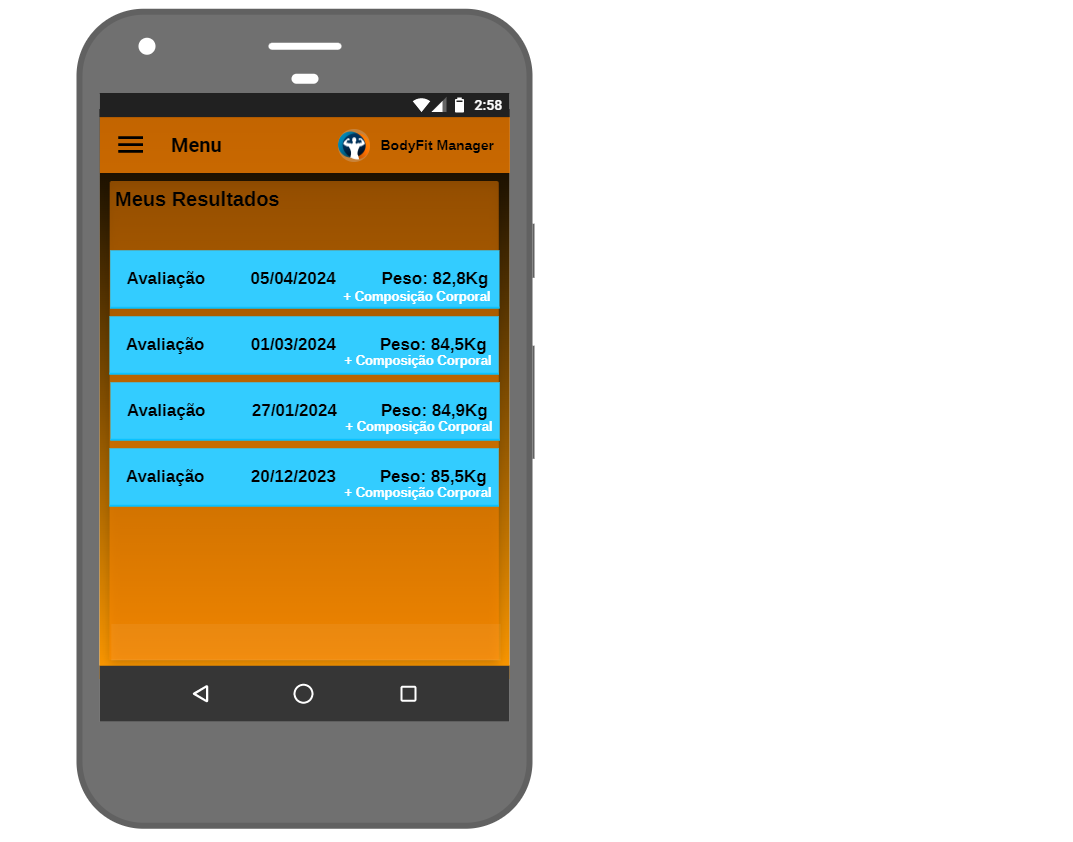 2:58
Menu BodyFit Manager
Meus Resultados
Avaliação 05/04/2024 Peso: 82,8Kg
+ Composição Corporal
Avaliação 01/03/2024 Peso: 84,5Kg
+ Composição Corporal
Avaliação 27/01/2024 Peso: 84,9Kg
+ Composição Corporal
Avaliação 20/12/2023 Peso: 85,5Kg
+ Composição Corporal